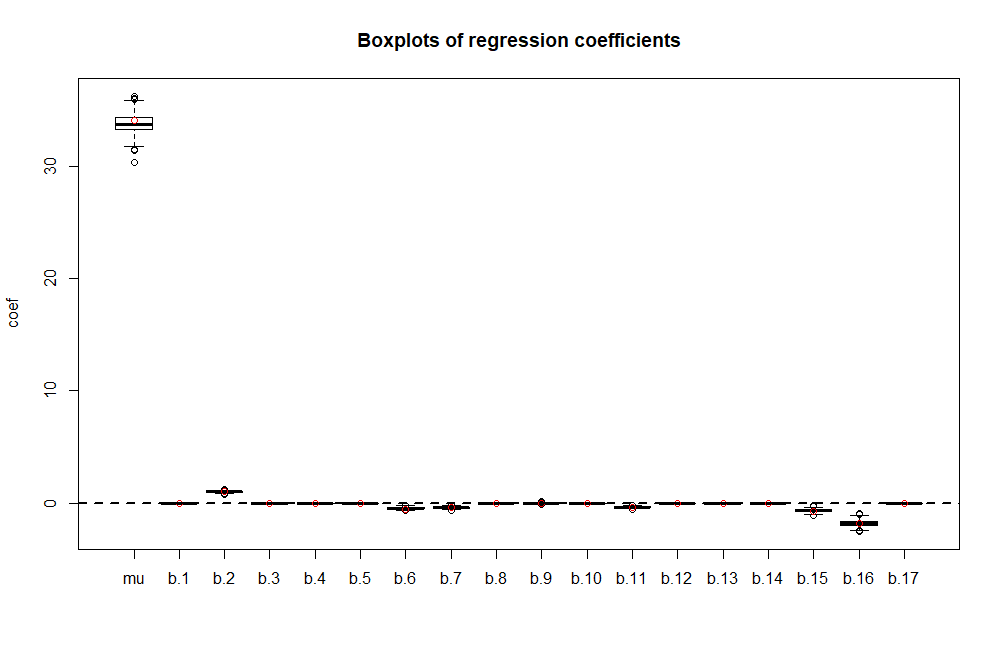 Boxplots of regression coefficients
coef
30
20
10
0
mu b.1 b.2 b.3 b.4 b.5 b.6 b.7 b.8 b.9 b.10 b.11 b.12 b.13 b.14 b.15 b.16 b.17